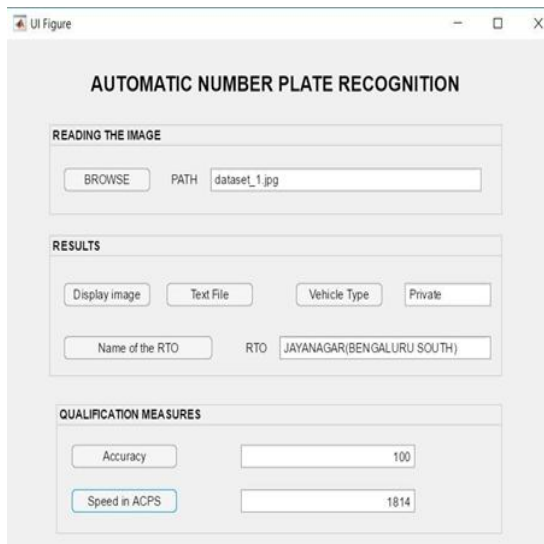 UI Figure
AUTOMATIC NUMBER PLATE RECOGNITION
READING THE IMAGE
BROWSE PATH dataset_1.jpg
RESULTS
Display image Text File Vehicle Type Private
Name of the RTO RTO JAYANAGAR(BENGALURU SOUTH)
QUALIFICATION MEASURES
Accuracy 100
Speed in ACPS 1814